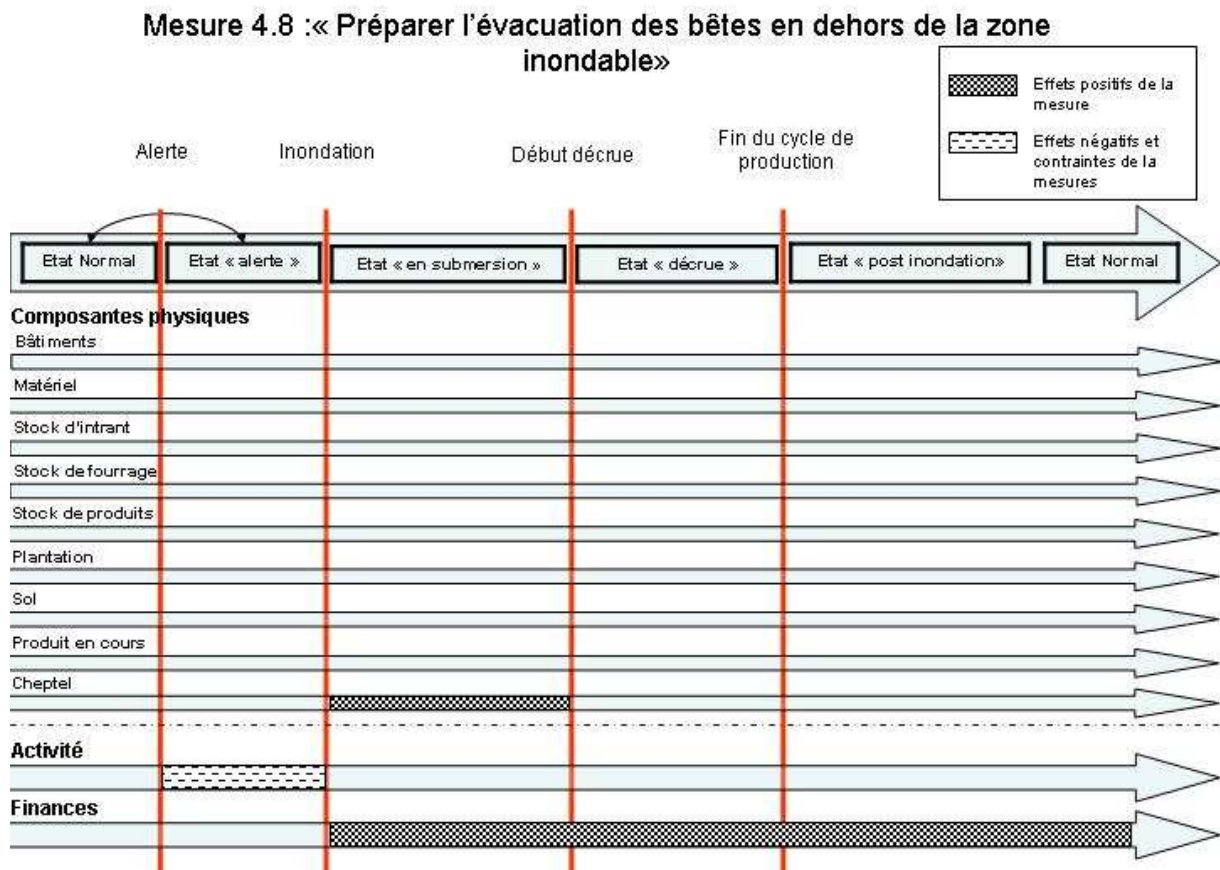 Mesure 4.8 :« Préparer l'évacuation des bêtes en dehors de la zone
inondable»
Effets positifs de la
mesure
Effets négatifs et
contraintes de la
mesures
Alerte
Inondation
Début décrue
Fin du cycle de
production
Etat Normal
Etat « alerte »
Etat « en submersion »
Etat « décrue »
Etat « post inondation»
Etat Normal
Composantes physiques
Bâtiments
Matériel
Stock d'intrant
Stock de fourrage
Stock de produits
Plantation
Sol
Produit en cours
Cheptel
Activité
Finances